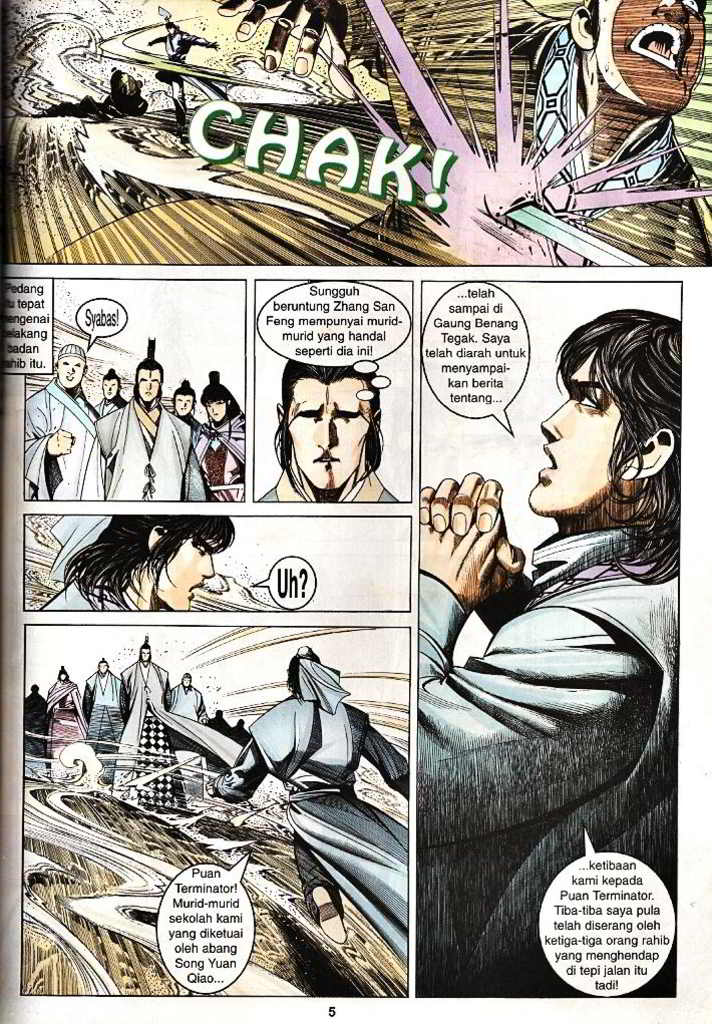 CHAK!
Pedang
itu tepat
mengenai
belakang
badan
rahib itu.
Syabas!
Sungguh
beruntung Zhang San
Feng mempunyai murid-
murid yang handal
seperti dia ini!
Uh?
Puan
Terminator!
Murid-murid
sekolah kami
yang diketuai
oleh abang
Song Yuan
Qiao...
...telah
sampai di
Gaung Benang
Tegak. Saya
telah diarah untuk
menyampai-
kan berita
tentang...
...ketibaan
kami kepada
Puan Terminator.
Tiba-tiba saya pula
telah diserang oleh
ketiga-tiga orang rahib
yang menghendap
di tepi jalan itu
tadi!
5